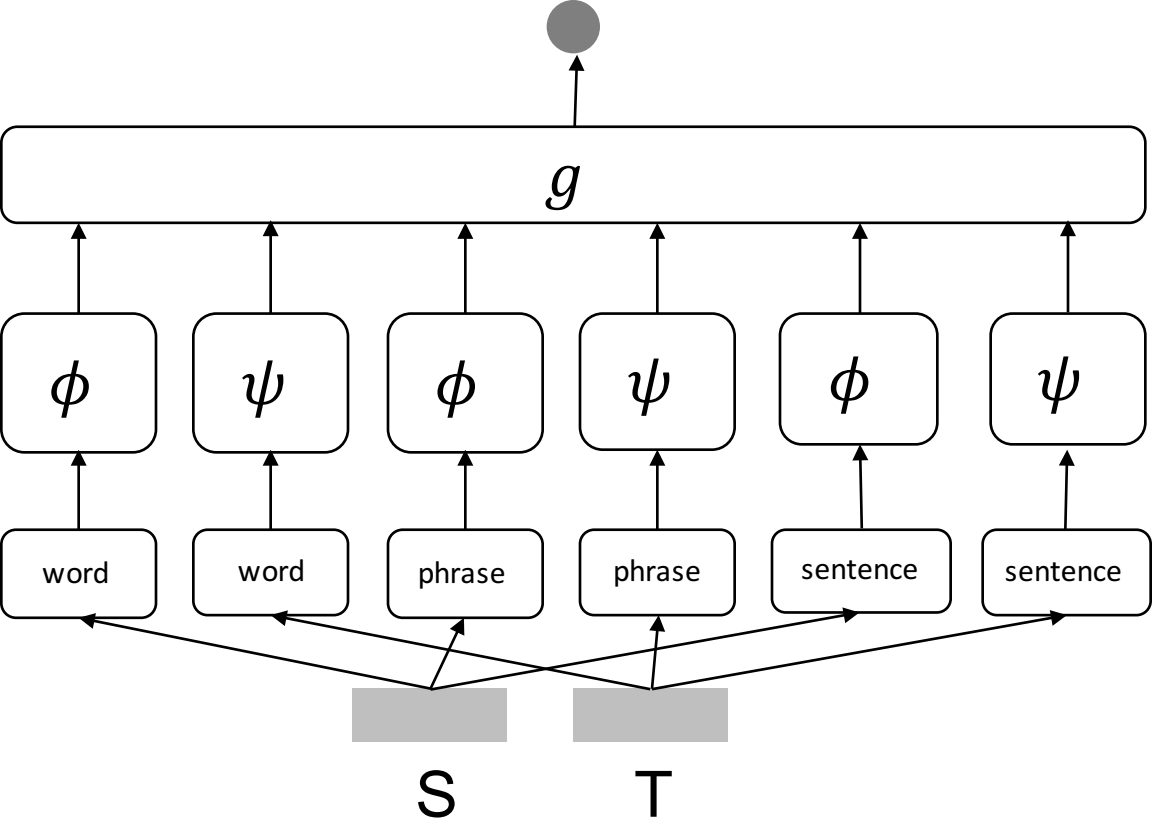 g
ϕ ψ ϕ ψ ϕ ψ
word word phrase phrase sentence sentence
S T